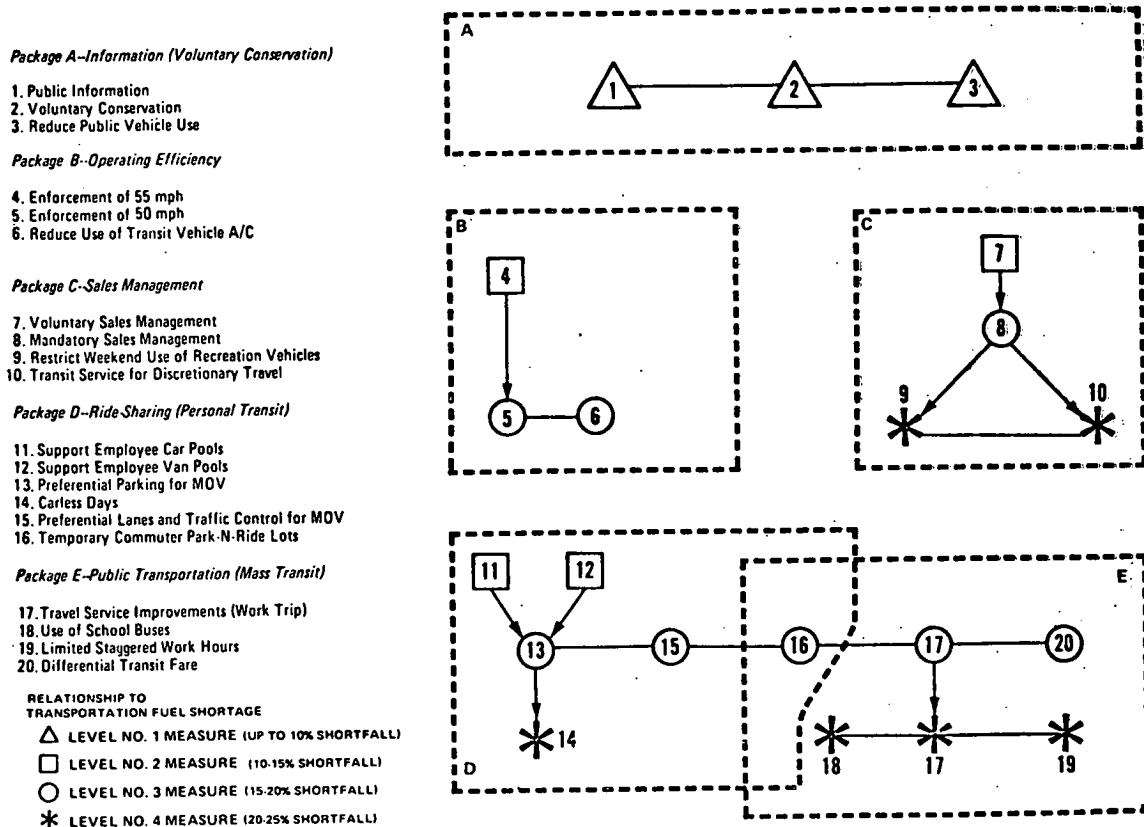 Package A--Information (Voluntary Conservation)
1. Public Information
2. Voluntary Conservation
3. Reduce Public Vehicle Use
Package B--Operating Efficiency
4. Enforcement of 55 mph
5. Enforcement of 50 mph
6. Reduce Use of Transit Vehicle A/C
Package C--Sales Management
7. Voluntary Sales Management
8. Mandatory Sales Management
9. Restrict Weekend Use of Recreation Vehicles
10. Transit Service for Discretionary Travel
Package D--Ride-Sharing (Personal Transit)
11. Support Employee Car Pools
12. Support Employee Van Pools
13. Preferential Parking for MOV
14. Carless Days
15. Preferential Lanes and Traffic Control for MOV
16. Temporary Commuter Park-N-Ride Lots
Package E--Public Transportation (Mass Transit)
17. Travel Service Improvements (Work Trip)
18. Use of School Buses
19. Limited Staggered Work Hours
20. Differential Transit Fare
RELATIONSHIP TO
TRANSPORTATION FUEL SHORTAGE
LEVEL NO. 1 MEASURE (UP TO 10% SHORTFALL)
LEVEL NO. 2 MEASURE (10-15% SHORTFALL)
LEVEL NO. 3 MEASURE (15-20% SHORTFALL)
LEVEL NO. 4 MEASURE (20-25% SHORTFALL)
A
1 2 3
B
4
5 6
C
7
8
9 10
11 12
13 15 16 17 20
14
D
E
18 17 19